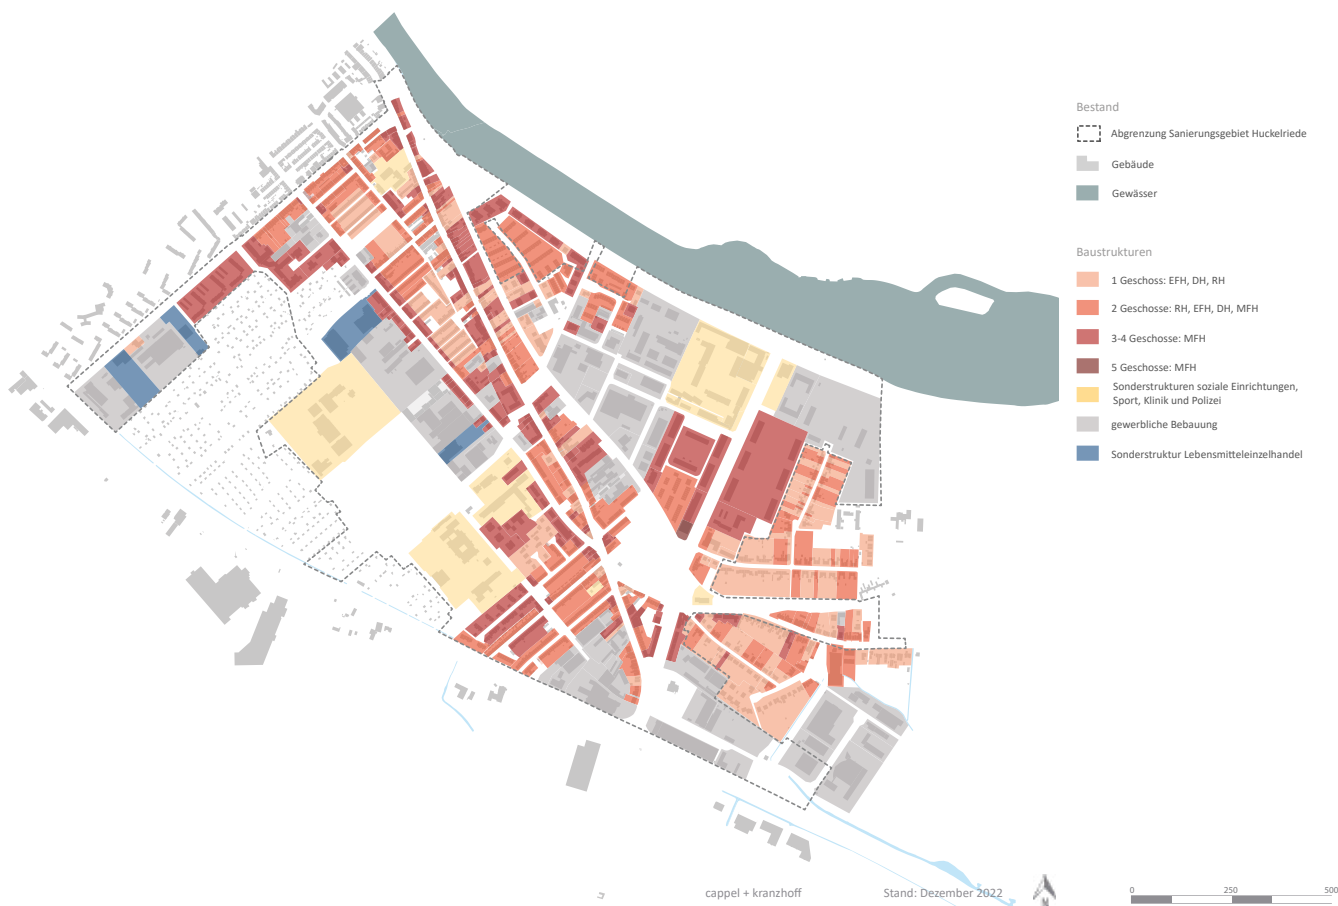 Bestand
Abgrenzung Sanierungsgebiet Huckelriede
Gebäude
Gewässer
Baustrukturen
1 Geschoss: EFH, DH, RH
2 Geschosse: RH, EFH, DH, MFH
3-4 Geschosse: MFH
5 Geschosse: MFH
Sonderstrukturen soziale Einrichtungen,
Sport, Klinik und Polizei
gewerbliche Bebauung
Sonderstruktur Lebensmitteleinzelhandel
cappel + kranzhoff
Stand: Dezember 2022
0 250 500